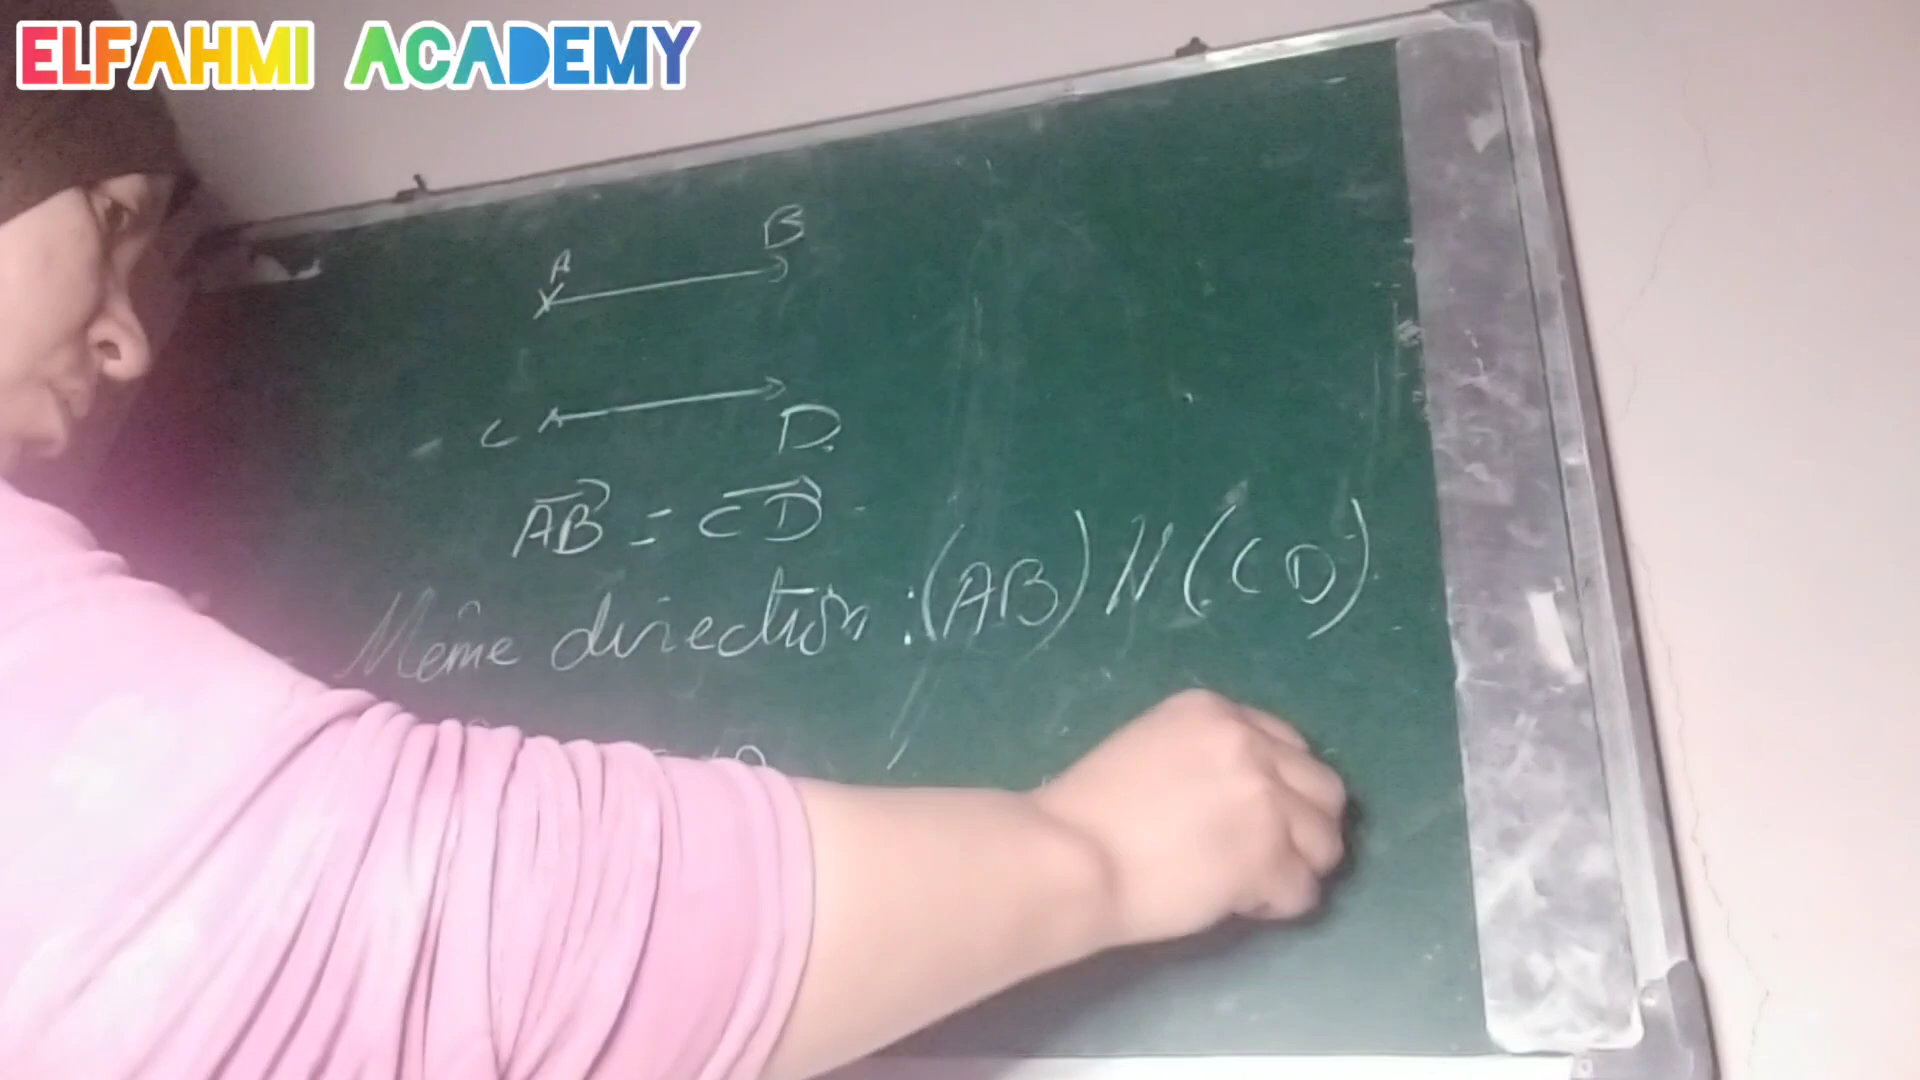 ELFAHMI ACADEMY
A B
C D
AB = CD
Même direction : (AB) // (CD)